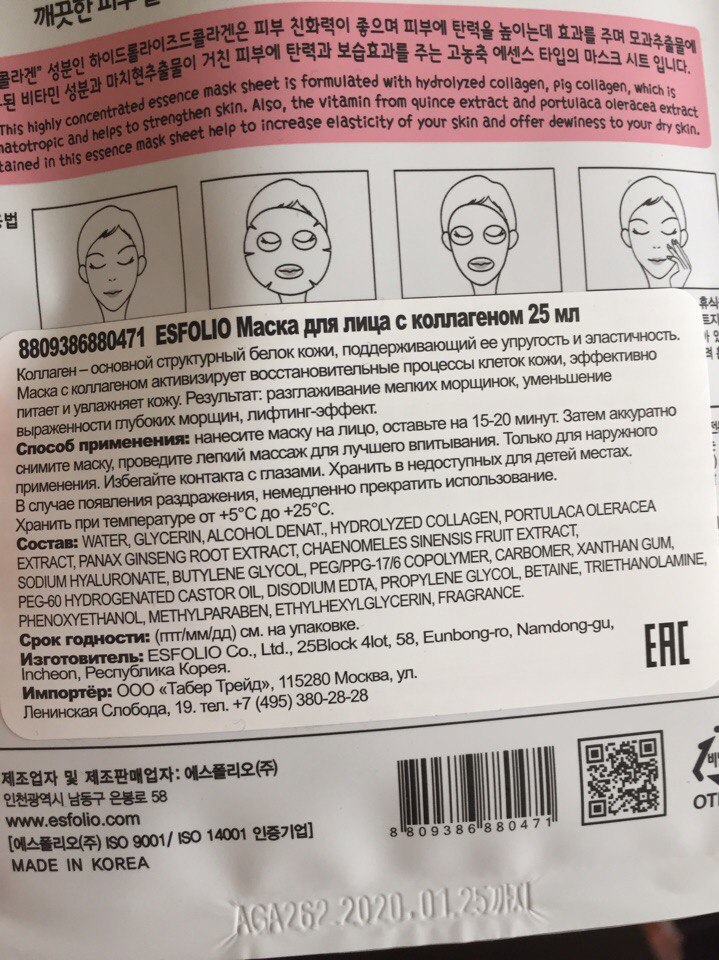 깨끗한 피부
콜라겐" 성분인 하이드롤라이즈드콜라겐은 피부 친화력이 좋으며 피부에 탄력을 높이는데 효과를 주며 모과추출물에
된 비타민 성분과 마치현추출물이 거친 피부에 탄력과 보습효과를 주는 고농축 에센스 타입의 마스크 시트 입니다.
This highly concentrated essence mask sheet is formulated with hydrolyzed collagen, pig collagen, which is
matotropic and helps to strengthen skin. Also, the vitamin from quince extract and portulaca oleracea extract
tained in this essence mask sheet help to increase elasticity of your skin and offer dewiness to your dry skin.
용법
휴식
8809386880471 ESFOLIO Маска для лица с коллагеном 25 мл
Коллаген – основной структурный белок кожи, поддерживающий ее упругость и эластичность.
Маска с коллагеном активизирует восстановительные процессы клеток кожи, эффективно
питает и увлажняет кожу. Результат: разглаживание мелких морщинок, уменьшение
выраженности глубоких морщин, лифтинг-эффект.
Способ применения: нанесите маску на лицо, оставьте на 15-20 минут. Затем аккуратно
снимите маску, проведите легкий массаж для лучшего впитывания. Только для наружного
применения. Избегайте контакта с глазами. Хранить в недоступных для детей местах.
В случае появления раздражения, немедленно прекратить использование.
Хранить при температуре от +5°C до +25°C.
Состав: WATER, GLYCERIN, ALCOHOL DENAT., HYDROLYZED COLLAGEN, PORTULACA OLERACEA
EXTRACT, PANAX GINSENG ROOT EXTRACT, CHAENOMELES SINENSIS FRUIT EXTRACT,
SODIUM HYALURONATE, BUTYLENE GLYCOL, PEG/PPG-17/6 COPOLYMER, CARBOMER, XANTHAN GUM,
PEG-60 HYDROGENATED CASTOR OIL, DISODIUM EDTA, PROPYLENE GLYCOL, BETAINE, TRIETHANOLAMINE,
PHENOXYETHANOL, METHYLPARABEN, ETHYLHEXYLGLYCERIN, FRAGRANCE.
Срок годности: (гтт/мм/дд) см. на упаковке.
Изготовитель: ESFOLIO Co., Ltd., 25Block 4lot, 58, Eunbong-ro, Namdong-gu,
Incheon, Республика Корея.
Импортёр: ООО «Табер Трейд», 115280 Москва, ул.
Ленинская Слобода, 19. тел. +7 (495) 380-28-28
EAC
제조업자 및 제조판매업자: 에스폴리오(주)
인천광역시 남동구 은봉로 58
www.esfolio.com
[에스폴리오(주) ISO 9001/ ISO 14001 인증기업]
MADE IN KOREA
8 809386 880471
OT
AGA262 2020.01.25까지